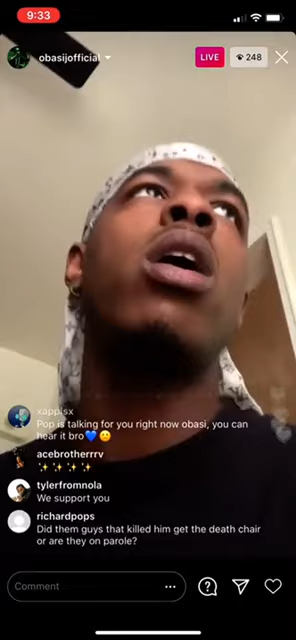 9:33
obasijofficial
LIVE
248
xappisx
Pop is talking for you right now obasi, you can
hear it bro💙🙁
acebrotherrrv
✨✨✨✨
tylerfromnola
We support you
richardpops
Did them guys that killed him get the death chair
or are they on parole?
Comment